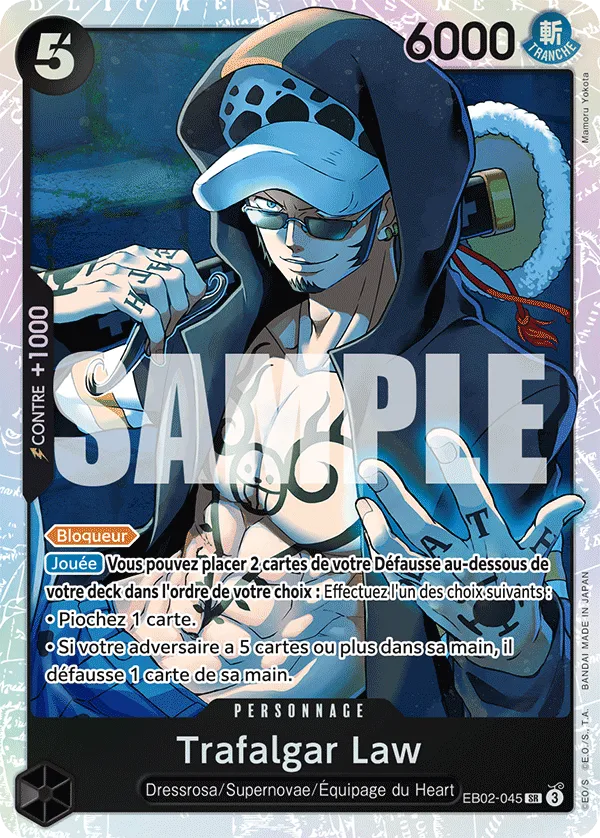 5
6000
斬
TRANCHE
Mamoru Yokota
CONTRE +1000
SAMPLE
DEATH
ATH
Bloqueur
Jouée Vous pouvez placer 2 cartes de votre Défausse au-dessous de
votre deck dans l'ordre de votre choix : Effectuez l'un des choix suivants :
• Piochez 1 carte.
• Si votre adversaire a 5 cartes ou plus dans sa main, il
défausse 1 carte de sa main.
PERSONNAGE
Trafalgar Law
Dressrosa/Supernovae/Équipage du Heart
EB02-045 SR 3
©EO/S ©E.O./S., T.A. BANDAI MADE IN JAPAN